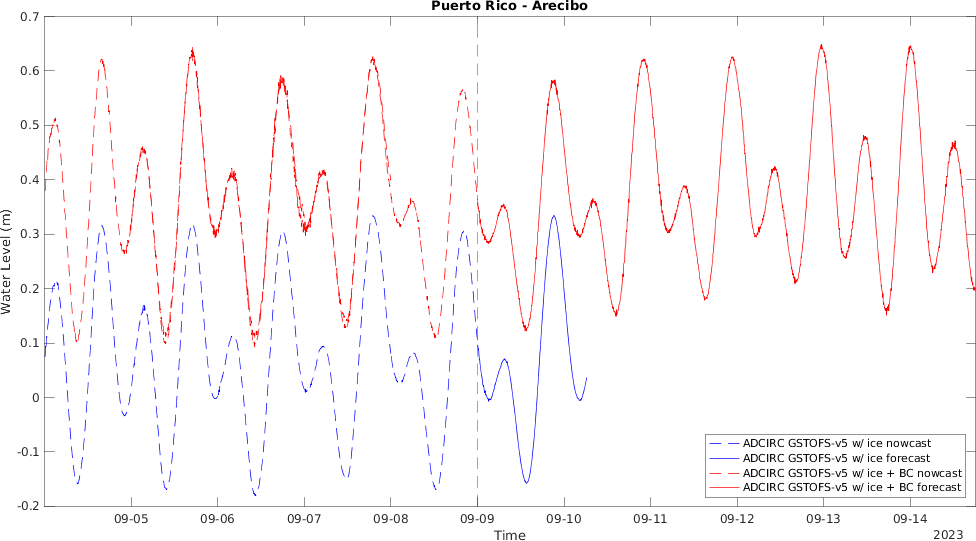 Puerto Rico - Arecibo
0.7
0.6
0.5
0.4
0.3
0.2
0.1
0
-0.1
-0.2
Water Level (m)
ADCIRC GSTOFS-v5 w/ ice nowcast
ADCIRC GSTOFS-v5 w/ ice forecast
ADCIRC GSTOFS-v5 w/ ice + BC nowcast
ADCIRC GSTOFS-v5 w/ ice + BC forecast
09-05 09-06 09-07 09-08 09-09 09-10 09-11 09-12 09-13 09-14
Time
2023